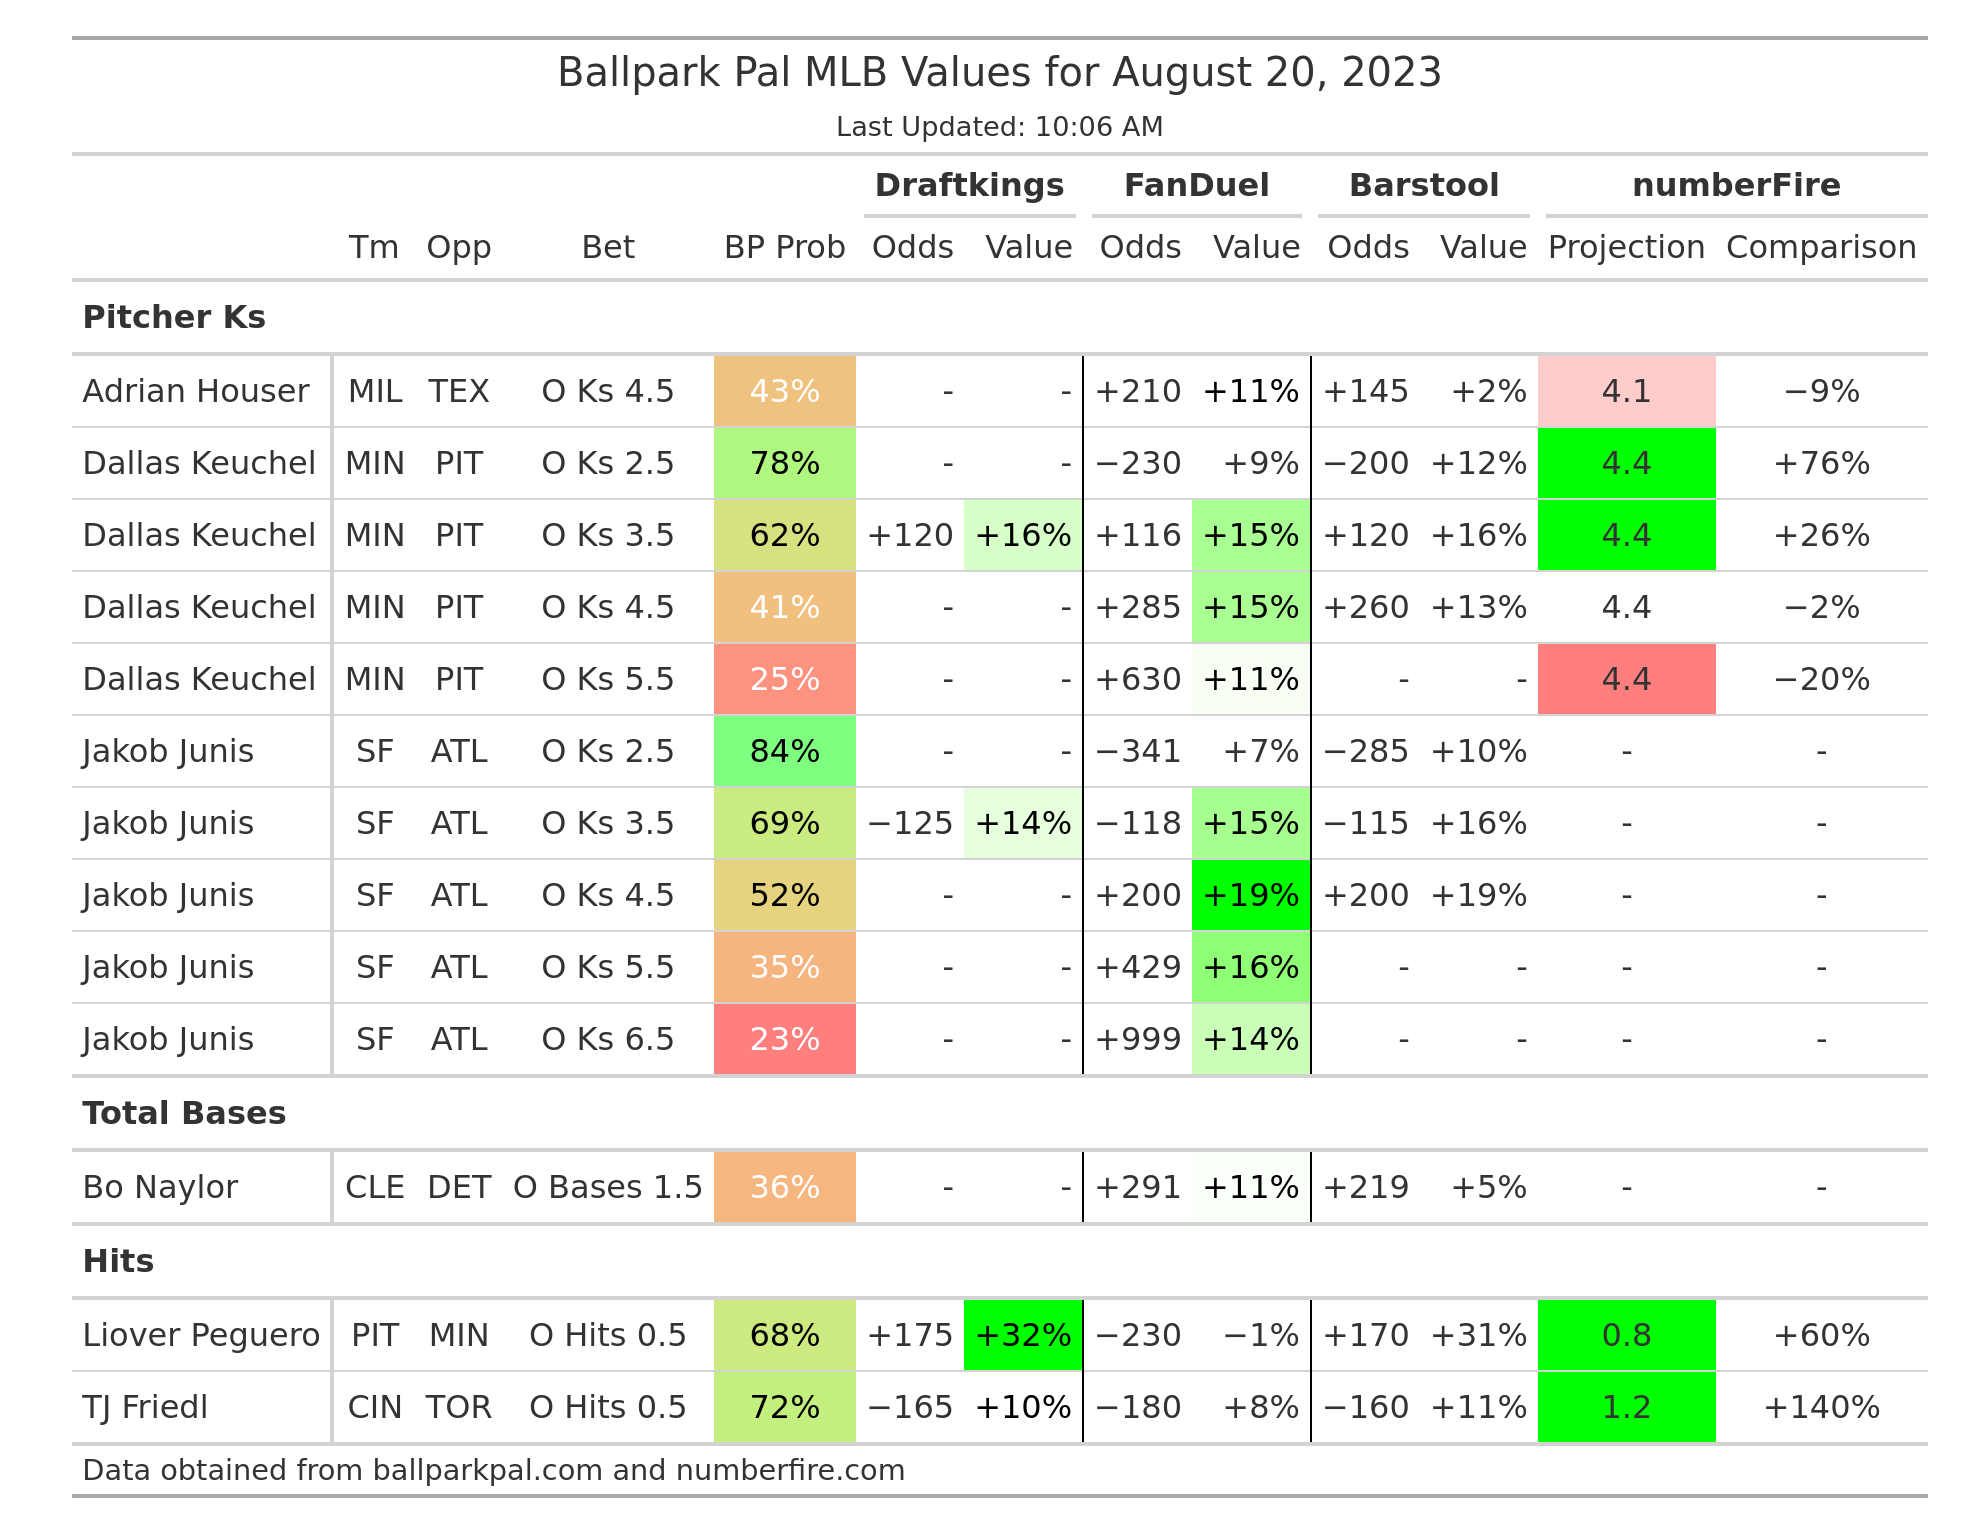 Ballpark Pal MLB Values for August 20, 2023
Last Updated: 10:06 AM
Draftkings FanDuel Barstool numberFire
Tm Opp Bet BP Prob Odds Value Odds Value Odds Value Projection Comparison
Pitcher Ks
Adrian Houser MIL TEX O Ks 4.5 43% - - +210 +11% +145 +2% 4.1 −9%
Dallas Keuchel MIN PIT O Ks 2.5 78% - - −230 +9% −200 +12% 4.4 +76%
Dallas Keuchel MIN PIT O Ks 3.5 62% +120 +16% +116 +15% +120 +16% 4.4 +26%
Dallas Keuchel MIN PIT O Ks 4.5 41% - - +285 +15% +260 +13% 4.4 −2%
Dallas Keuchel MIN PIT O Ks 5.5 25% - - +630 +11% - - 4.4 −20%
Jakob Junis SF ATL O Ks 2.5 84% - - −341 +7% −285 +10% - -
Jakob Junis SF ATL O Ks 3.5 69% −125 +14% −118 +15% −115 +16% - -
Jakob Junis SF ATL O Ks 4.5 52% - - +200 +19% +200 +19% - -
Jakob Junis SF ATL O Ks 5.5 35% - - +429 +16% - - - -
Jakob Junis SF ATL O Ks 6.5 23% - - +999 +14% - - - -
Total Bases
Bo Naylor CLE DET O Bases 1.5 36% - - +291 +11% +219 +5% - -
Hits
Liover Peguero PIT MIN O Hits 0.5 68% +175 +32% −230 −1% +170 +31% 0.8 +60%
TJ Friedl CIN TOR O Hits 0.5 72% −165 +10% −180 +8% −160 +11% 1.2 +140%
Data obtained from ballparkpal.com and numberfire.com